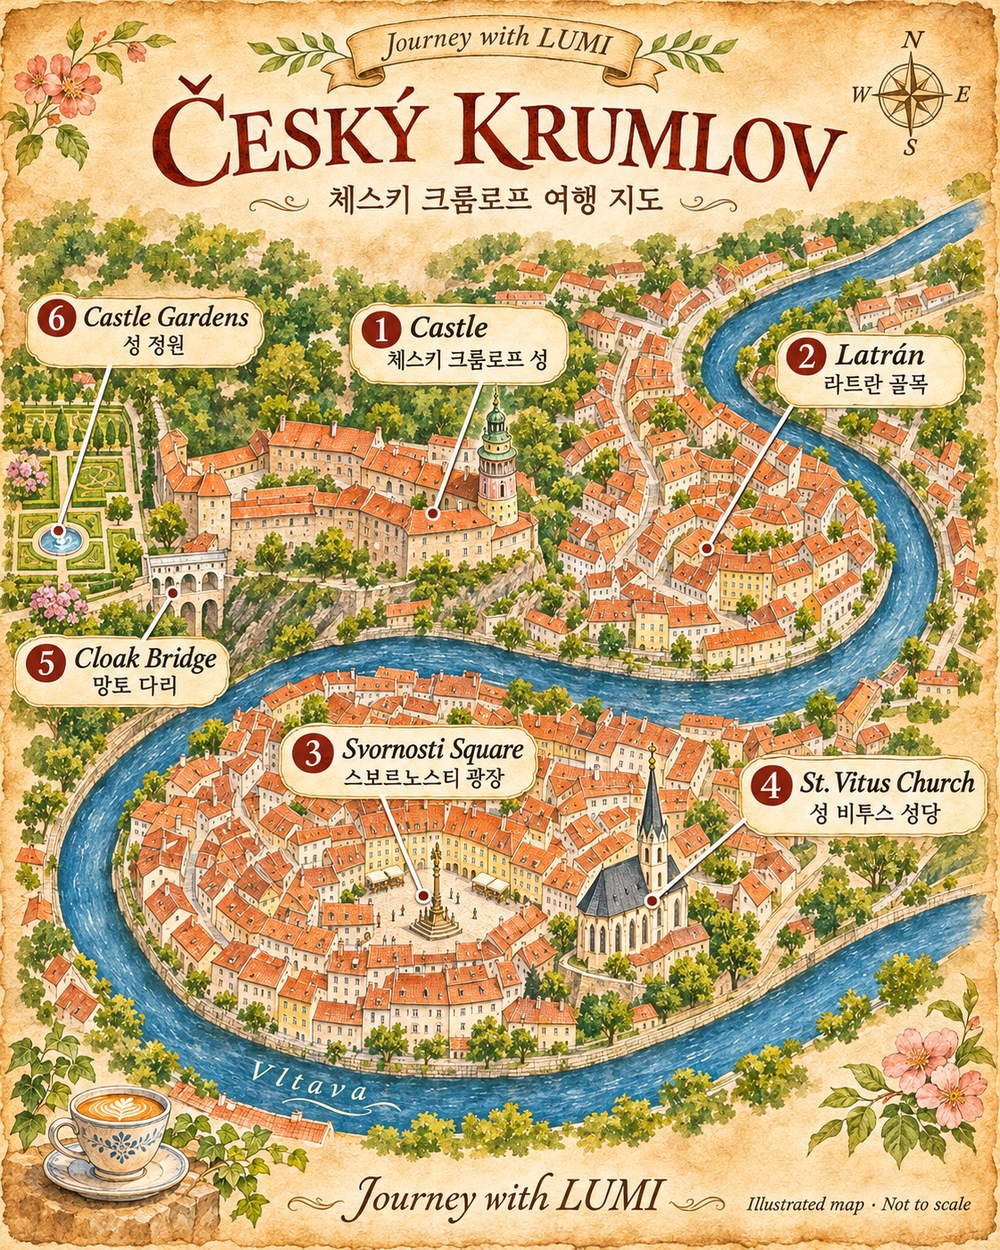 Journey with LUMI
ČESKÝ KRUMLOV
체스키 크룸로프 여행 지도
N
W E
S
6 Castle Gardens
성 정원
1 Castle
체스키 크룸로프 성
2 Latrán
라트란 골목
5 Cloak Bridge
망토 다리
3 Svornosti Square
스보르노스티 광장
4 St. Vitus Church
성 비투스 성당
Vltava
Journey with LUMI
Illustrated map · Not to scale